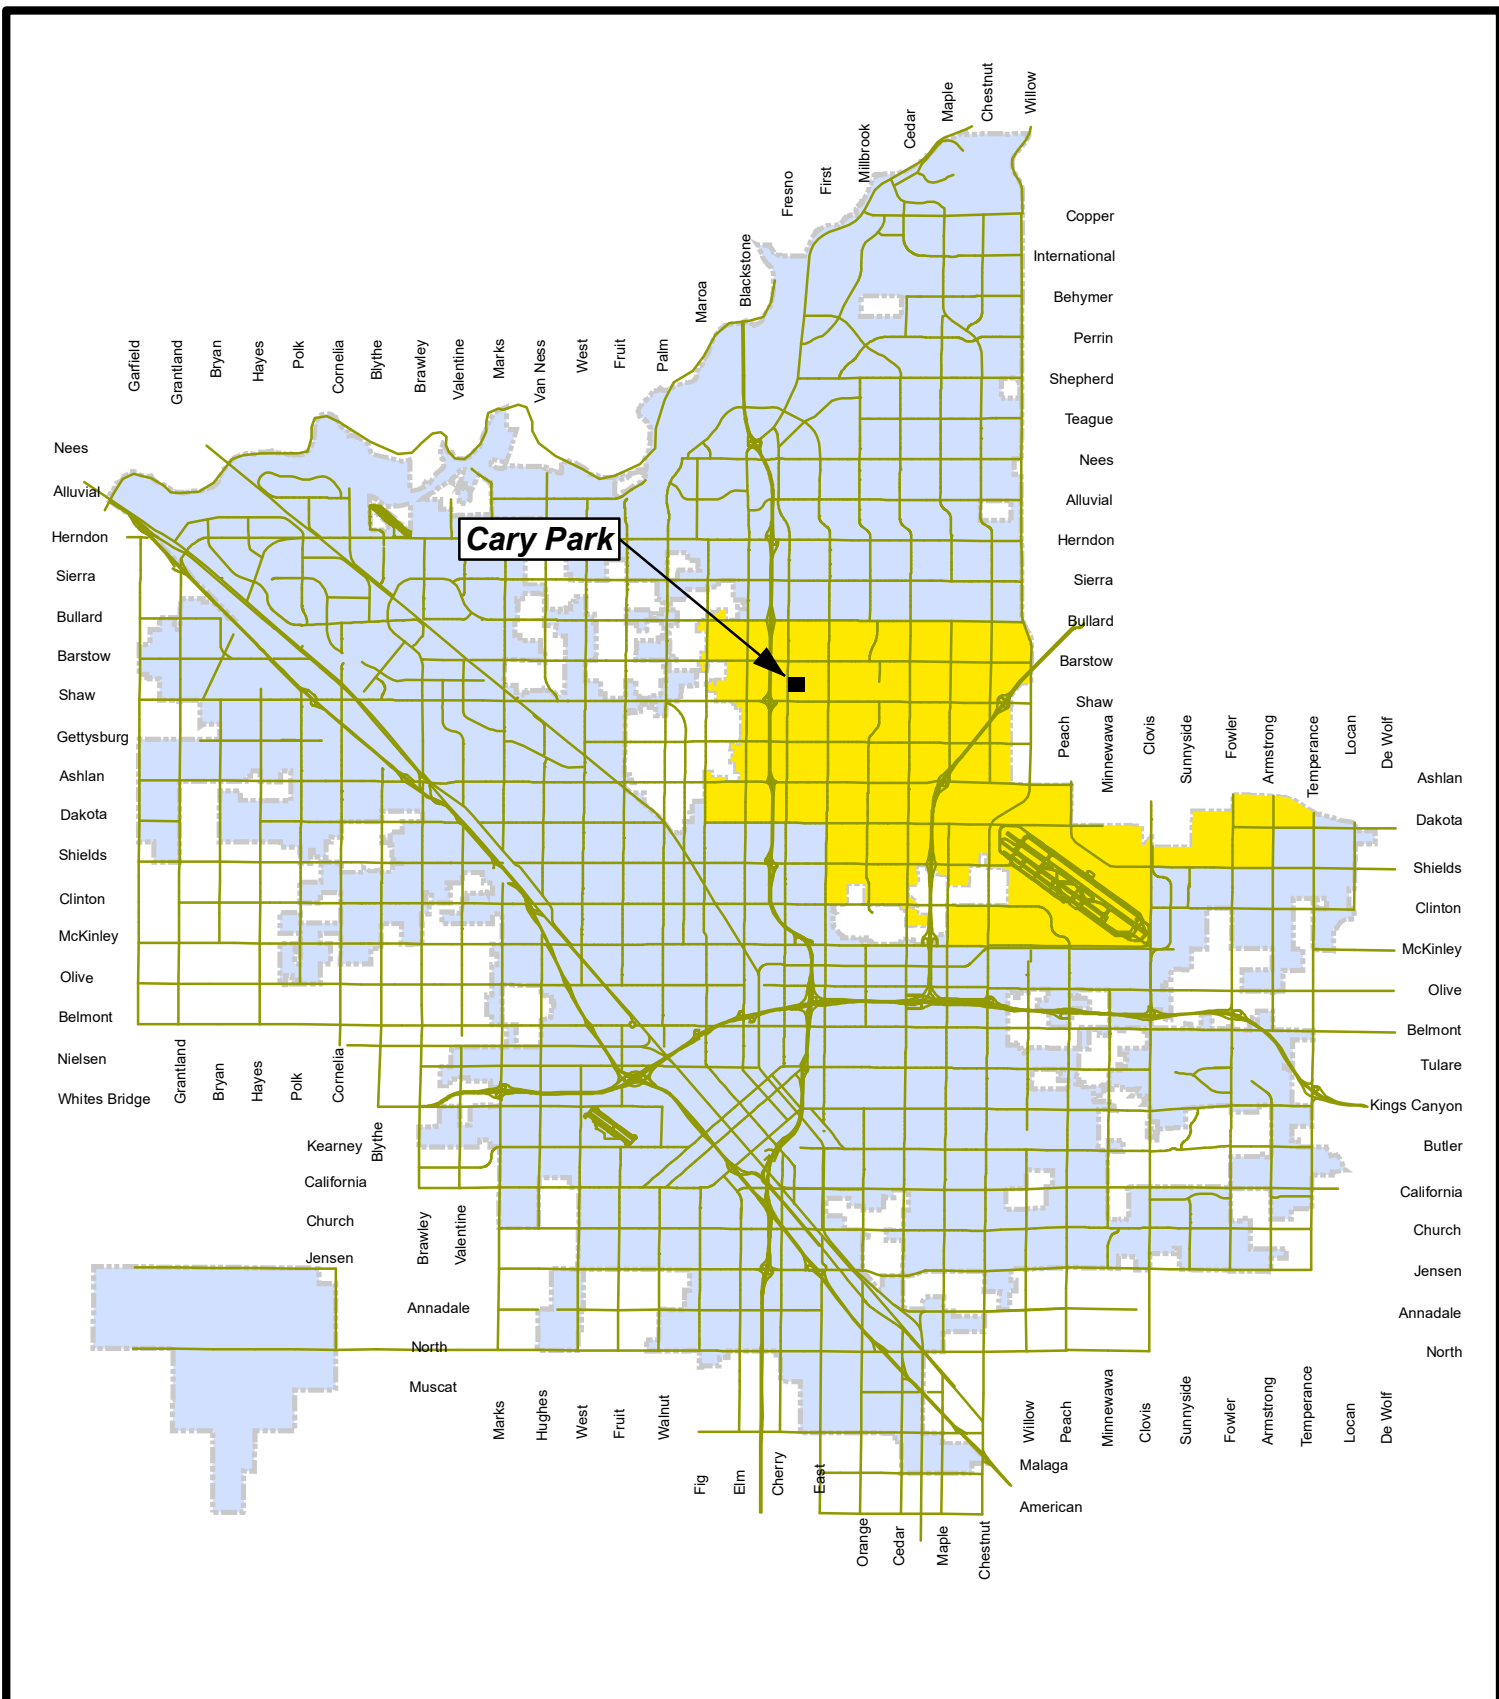 Willow
Chestnut
Maple
Cedar
Millbrook
First
Fresno
Blackstone
Maroa
Palm
Fruit
West
Van Ness
Marks
Valentine
Brawley
Blythe
Cornelia
Polk
Hayes
Bryan
Grantland
Garfield
Copper
International
Behymer
Perrin
Shepherd
Teague
Nees
Alluvial
Herndon
Sierra
Bullard
Barstow
Shaw
Nees
Alluvial
Herndon
Sierra
Bullard
Barstow
Shaw
Gettysburg
Ashlan
Dakota
Shields
Clinton
McKinley
Olive
Belmont
Nielsen
Whites Bridge
Cary Park
Peach
Minnewawa
Clovis
Sunnyside
Fowler
Armstrong
Temperance
Locan
De Wolf
Ashlan
Dakota
Shields
Clinton
McKinley
Olive
Belmont
Tulare
Kings Canyon
Butler
California
Church
Jensen
Annadale
North
Grantland
Bryan
Hayes
Polk
Cornelia
Blythe
Kearney
California
Church
Jensen
Brawley
Valentine
Annadale
North
Muscat
Marks
Hughes
West
Fruit
Walnut
Fig
Elm
Cherry
East
Orange
Cedar
Maple
Chestnut
Willow
Peach
Minnewawa
Clovis
Sunnyside
Fowler
Armstrong
Temperance
Locan
De Wolf
Malaga
American